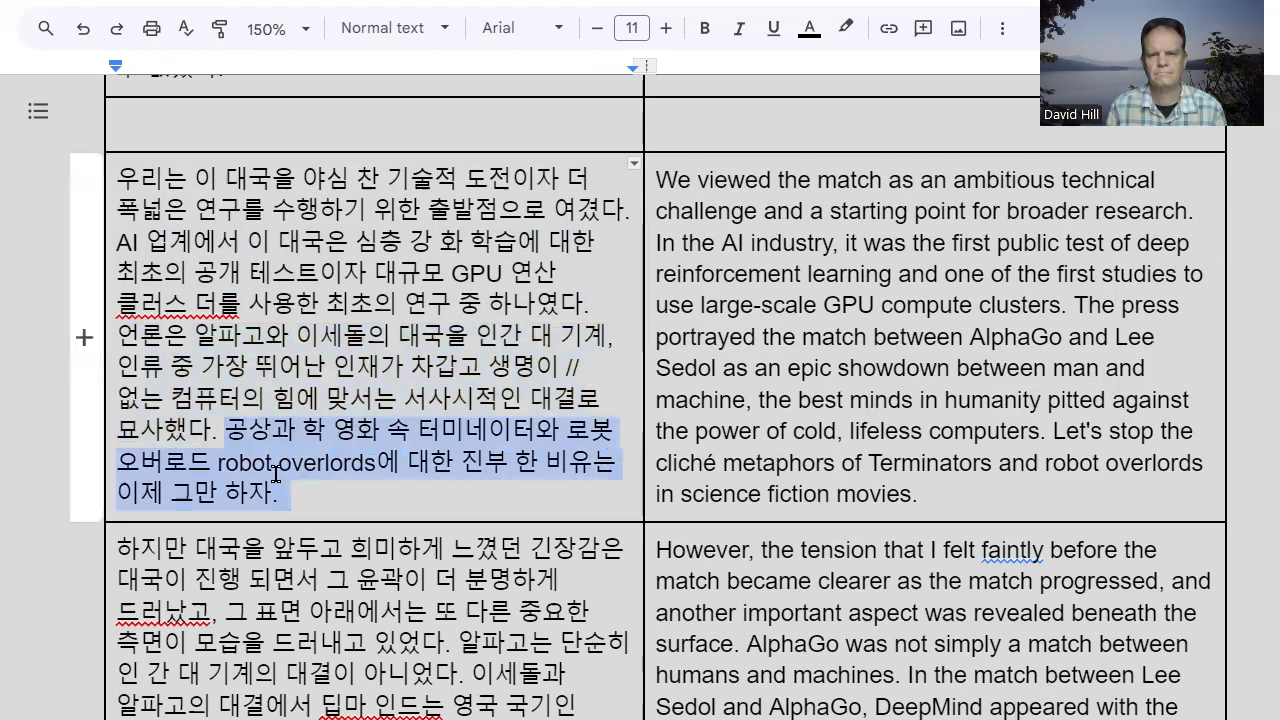 150%
Normal text
Arial
11
B
I
U
A
David Hill
우리는 이 대국을 야심 찬 기술적 도전이자 더
폭넓은 연구를 수행하기 위한 출발점으로 여겼다.
AI 업계에서 이 대국은 심층 강 화 학습에 대한
최초의 공개 테스트이자 대규모 GPU 연산
클러스 더를 사용한 최초의 연구 중 하나였다.
언론은 알파고와 이세돌의 대국을 인간 대 기계,
인류 중 가장 뛰어난 인재가 차갑고 생명이 //
없는 컴퓨터의 힘에 맞서는 서사시적인 대결로
묘사했다. 공상과 학 영화 속 터미네이터와 로봇
오버로드 robot overlords에 대한 진부 한 비유는
이제 그만 하자.
We viewed the match as an ambitious technical
challenge and a starting point for broader research.
In the AI industry, it was the first public test of deep
reinforcement learning and one of the first studies to
use large-scale GPU compute clusters. The press
portrayed the match between AlphaGo and Lee
Sedol as an epic showdown between man and
machine, the best minds in humanity pitted against
the power of cold, lifeless computers. Let's stop the
cliché metaphors of Terminators and robot overlords
in science fiction movies.
하지만 대국을 앞두고 희미하게 느꼈던 긴장감은
대국이 진행 되면서 그 윤곽이 더 분명하게
드러났고, 그 표면 아래에서는 또 다른 중요한
측면이 모습을 드러내고 있었다. 알파고는 단순히
인 간 대 기계의 대결이 아니었다. 이세돌과
알파고의 대결에서 딥마 인드는 영국 국기인
However, the tension that I felt faintly before the
match became clearer as the match progressed, and
another important aspect was revealed beneath the
surface. AlphaGo was not simply a match between
humans and machines. In the match between Lee
Sedol and AlphaGo, DeepMind appeared with the